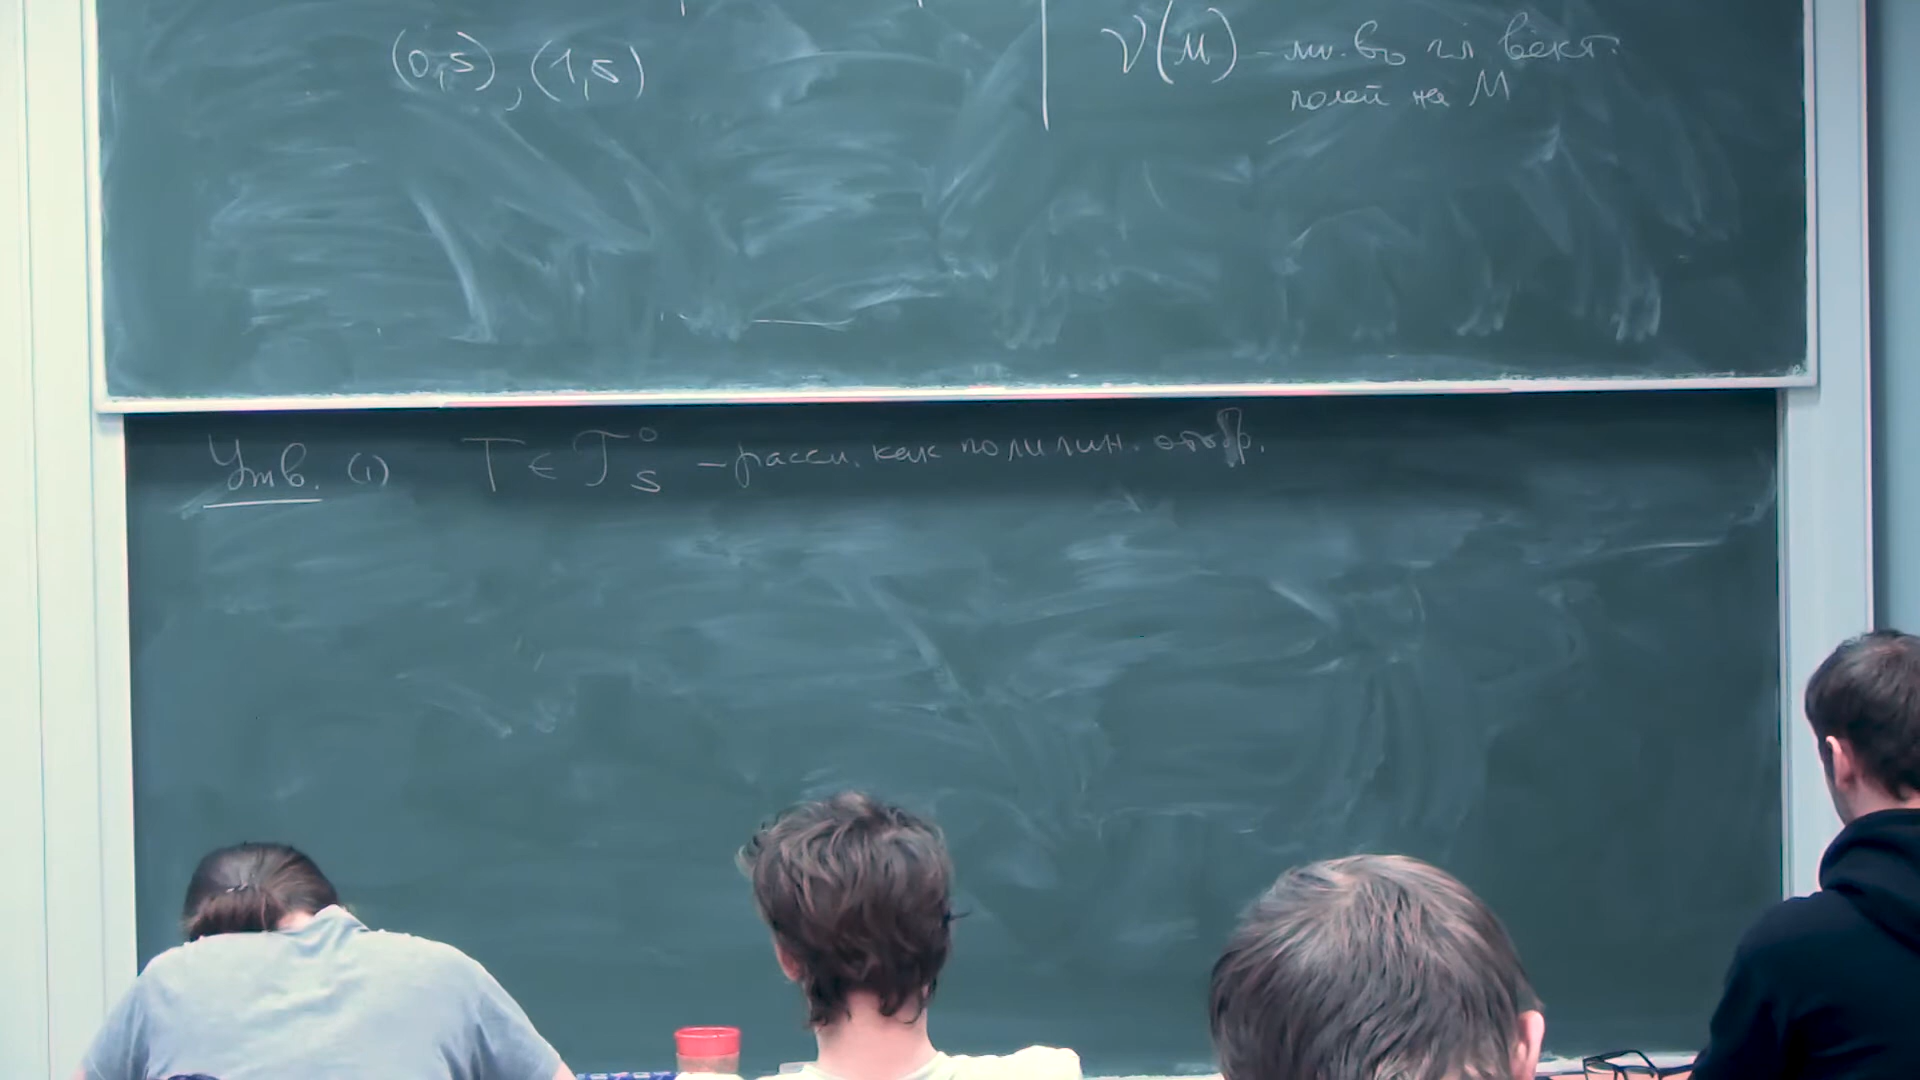 (0,s), (1,s)
V(M) – мн. во гл. вект.
полей на M
Утв. (1) T ∈ 𝒯⁰ₛ – рассм. как полилин. отобр.